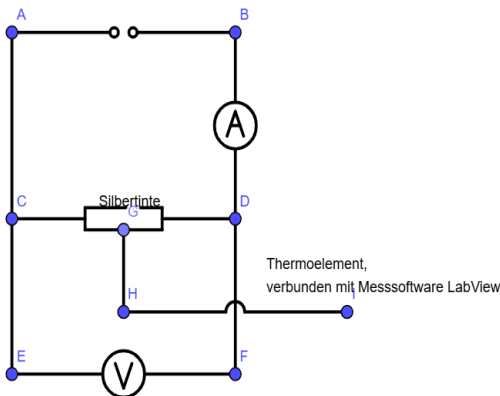 A
B
A
C
Silbertinte
G
D
Thermoelement,
verbunden mit Messsoftware LabView
H
I
E
V
F